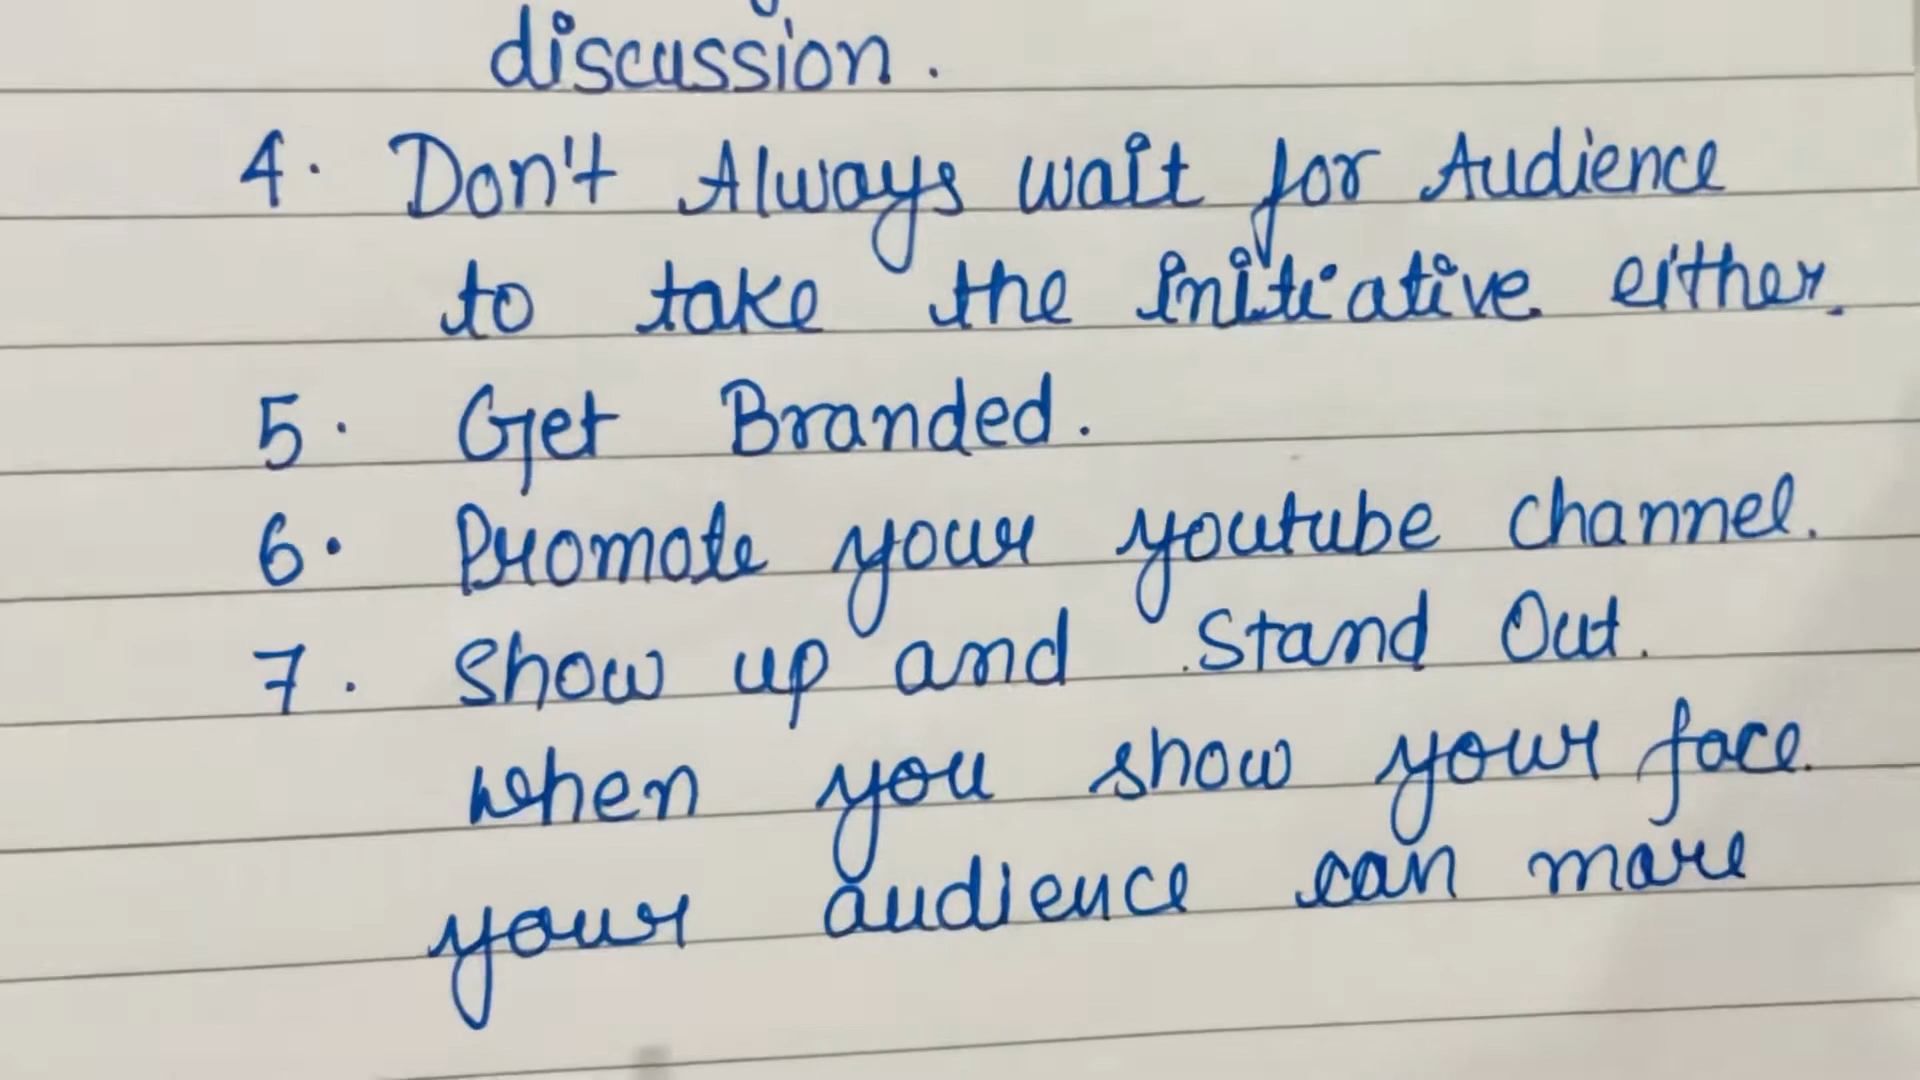 discussion.
4. Don't Always wait for Audience
to take the initiative either.
5. Get Branded.
6. Promote your youtube channel.
7. Show up and Stand Out.
when you show your face.
your audience can more